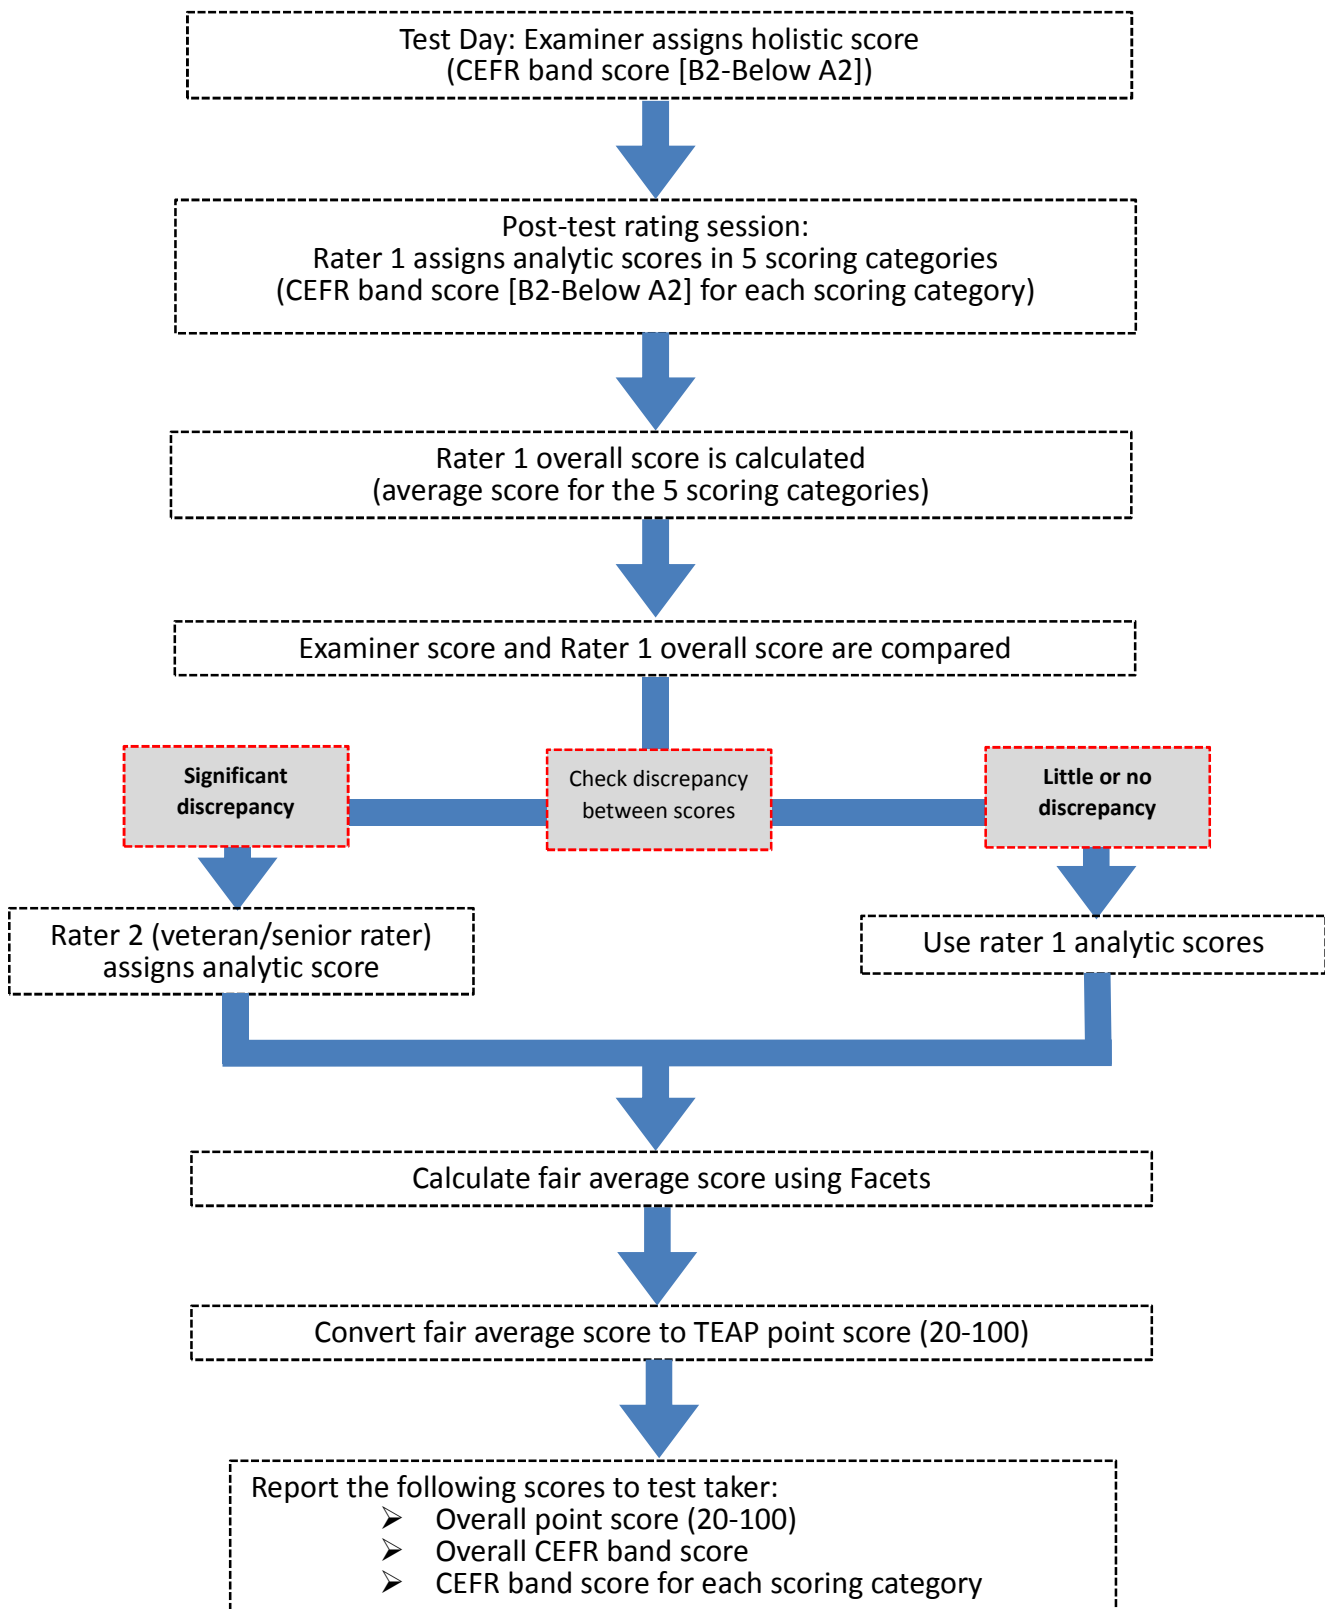 Test Day: Examiner assigns holistic score
(CEFR band score [B2-Below A2])
Post-test rating session:
Rater 1 assigns analytic scores in 5 scoring categories
(CEFR band score [B2-Below A2] for each scoring category)
Rater 1 overall score is calculated
(average score for the 5 scoring categories)
Examiner score and Rater 1 overall score are compared
Significant
discrepancy
Check discrepancy
between scores
Little or no
discrepancy
Rater 2 (veteran/senior rater)
assigns analytic score
Use rater 1 analytic scores
Calculate fair average score using Facets
Convert fair average score to TEAP point score (20-100)
Report the following scores to test taker:
➢ Overall point score (20-100)
➢ Overall CEFR band score
➢ CEFR band score for each scoring category